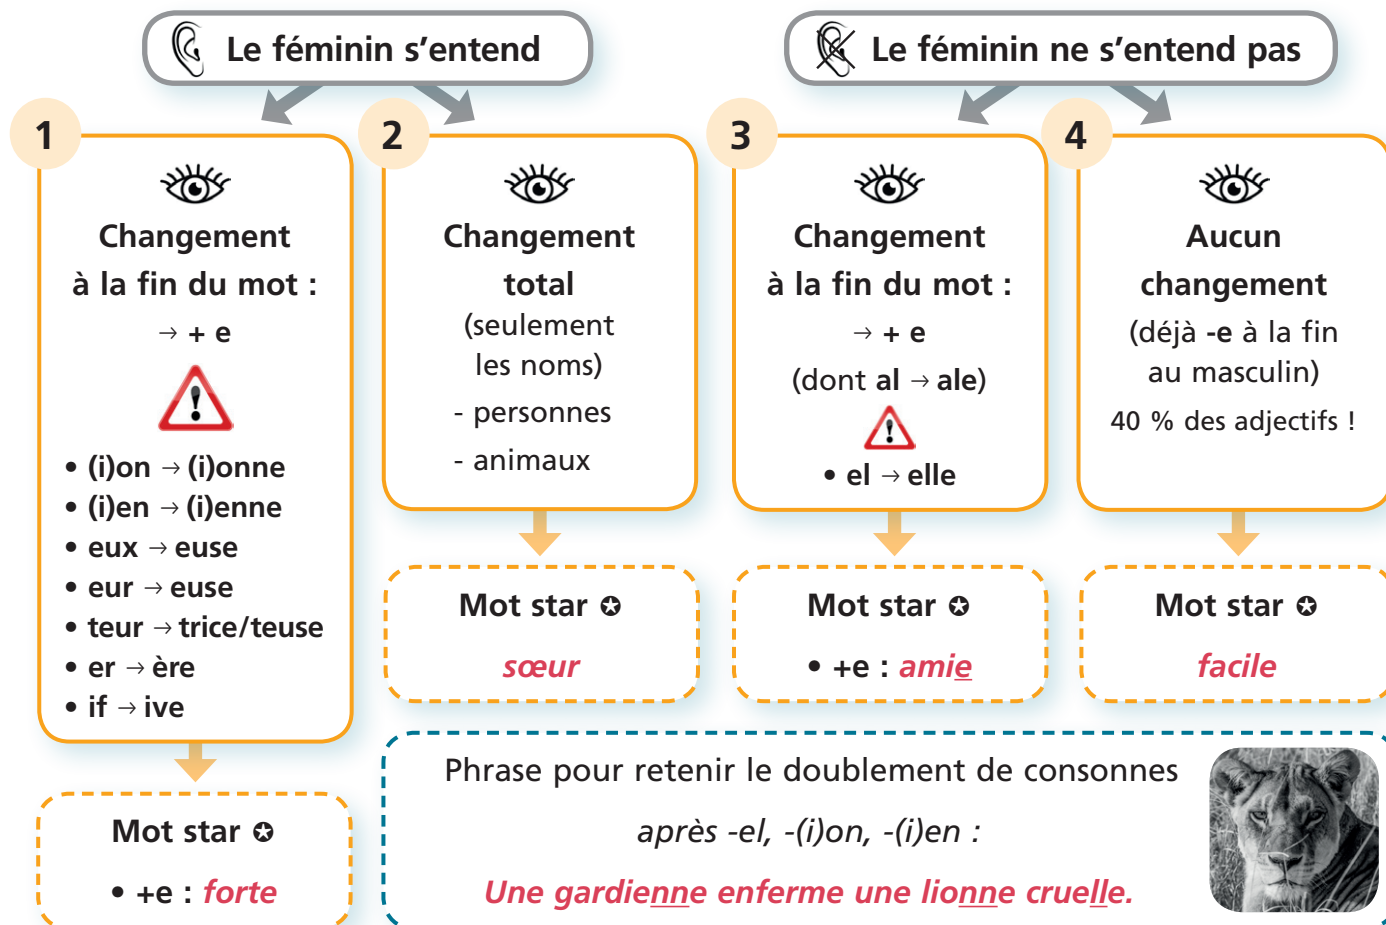 Le féminin s’entend
Le féminin ne s’entend pas
1
Changement
à la fin du mot :
→ + e
• (i)on → (i)onne
• (i)en → (i)enne
• eux → euse
• eur → euse
• teur → trice/teuse
• er → ère
• if → ive
Mot star ✪
• +e : forte
2
Changement
total
(seulement
les noms)
- personnes
- animaux
Mot star ✪
sœur
3
Changement
à la fin du mot :
→ + e
(dont al → ale)
• el → elle
Mot star ✪
• +e : amie
4
Aucun
changement
(déjà -e à la fin
au masculin)
40 % des adjectifs !
Mot star ✪
facile
Phrase pour retenir le doublement de consonnes
après -el, -(i)on, -(i)en :
Une gardienne enferme une lionne cruelle.